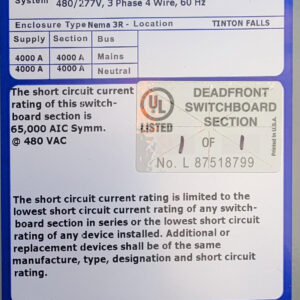 System 480/277V, 3 Phase 4 Wire, 60 Hz
Enclosure Type Nema 3R - Location TINTON FALLS
Supply Section Bus
4000 A 4000 A Mains
4000 A 4000 A Neutral
The short circuit current
rating of this switch-
board section is
65,000 AIC Symm.
@ 480 VAC
UL
LISTED
DEADFRONT
SWITCHBOARD
SECTION
1 OF 1
No. L 87518799
The short circuit current rating is limited to the
lowest short circuit current rating of any switch-
board section in series or the lowest short circuit
rating of any device installed. Additional or
replacement devices shall be of the same
manufacture, type, designation and short circuit
rating.